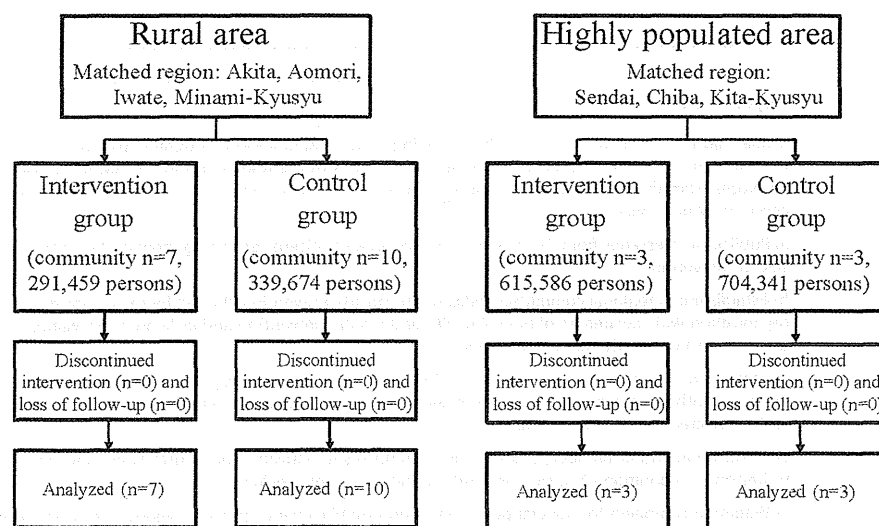 Rural area
Matched region: Akita, Aomori,
Iwate, Minami-Kyusyu
Highly populated area
Matched region:
Sendai, Chiba, Kita-Kyusyu
Intervention
group
(community n=7,
291,459 persons)
Control
group
(community n=10,
339,674 persons)
Intervention
group
(community n=3,
615,586 persons)
Control
group
(community n=3,
704,341 persons)
Discontinued
intervention (n=0) and
loss of follow-up (n=0)
Discontinued
intervention (n=0) and
loss of follow-up (n=0)
Discontinued
intervention (n=0) and
loss of follow-up (n=0)
Discontinued
intervention (n=0) and
loss of follow-up (n=0)
Analyzed (n=7)
Analyzed (n=10)
Analyzed (n=3)
Analyzed (n=3)